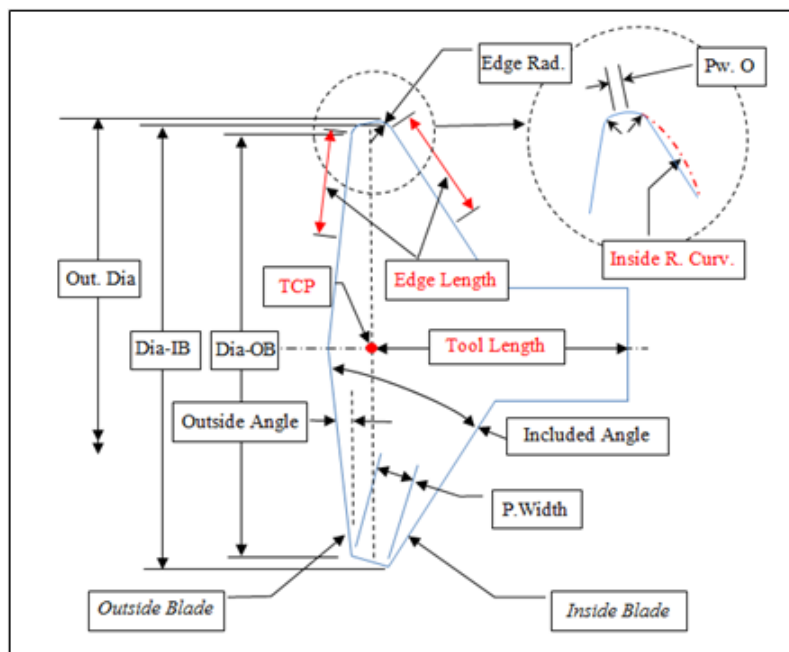 Edge Rad.
Pw. O
Inside R. Curv.
Out. Dia
TCP
Edge Length
Dia-IB
Dia-OB
Tool Length
Outside Angle
Included Angle
P.Width
Outside Blade
Inside Blade